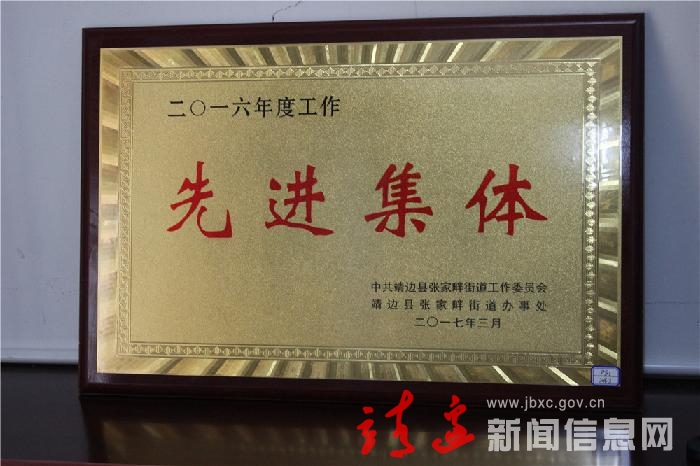 二〇一六年度工作
先进集体
中共靖边县张家畔街道工作委员会
靖边县张家畔街道办事处
二〇一七年三月
www.jbxc.gov.cn
靖边新闻信息网